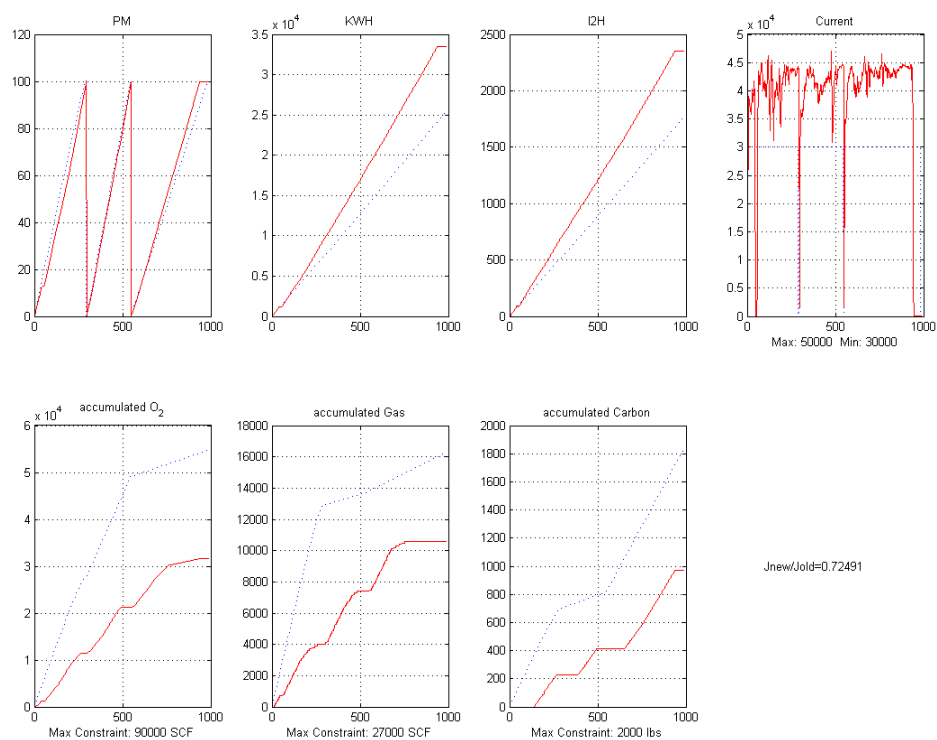 PM
120
100
80
60
40
20
0
0 500 1000
KWH
x 10^4
3.5
3
2.5
2
1.5
1
0.5
0
0 500 1000
I2H
2500
2000
1500
1000
500
0
0 500 1000
Current
x 10^4
5
4.5
4
3.5
3
2.5
2
1.5
1
0.5
0
0 500 1000
Max: 50000 Min: 30000
accumulated O_2
x 10^4
6
5
4
3
2
1
0
0 500 1000
Max Constraint: 90000 SCF
accumulated Gas
18000
16000
14000
12000
10000
8000
6000
4000
2000
0
0 500 1000
Max Constraint: 27000 SCF
accumulated Carbon
2000
1800
1600
1400
1200
1000
800
600
400
200
0
0 500 1000
Max Constraint: 2000 lbs
Jnew/Jold=0.72491